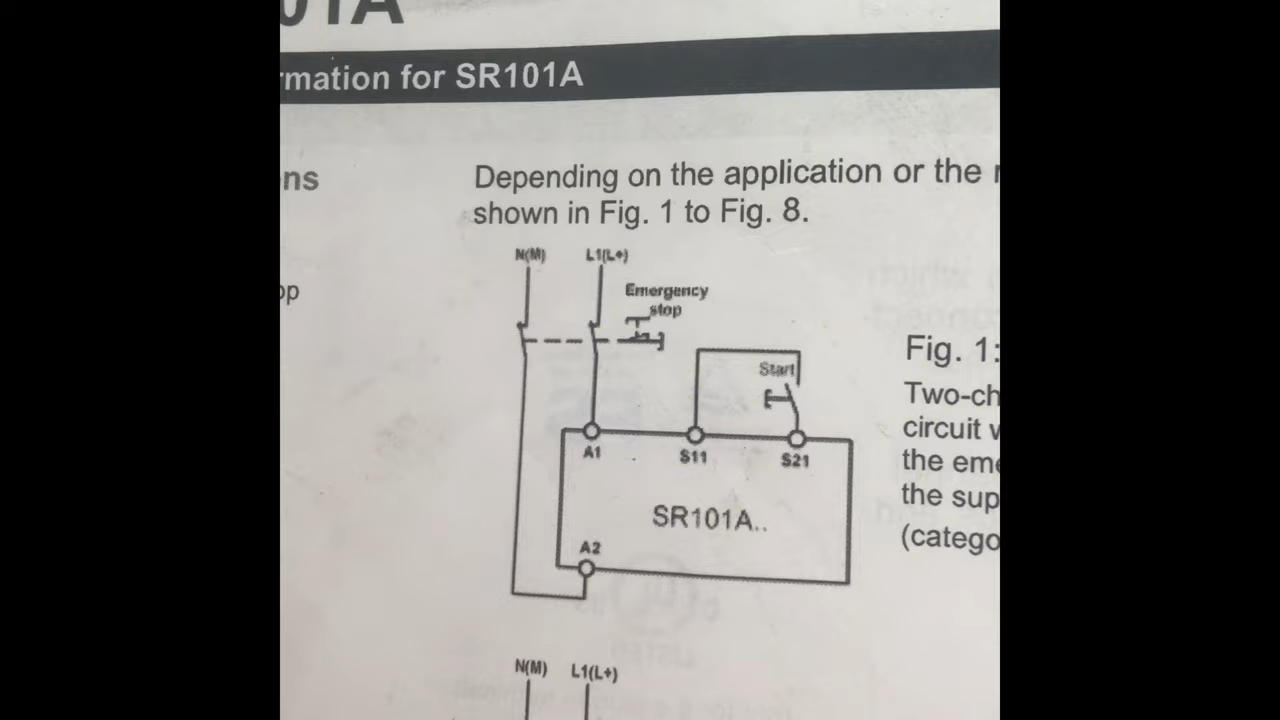 01A
rmation for SR101A
ns
Depending on the application or the
shown in Fig. 1 to Fig. 8.
op
N(M) L1(L+)
Emergency
stop
Start
A1 S11 S21
SR101A..
A2
Fig. 1:
Two-ch
circuit w
the eme
the sup
(catego
N(M) L1(L+)